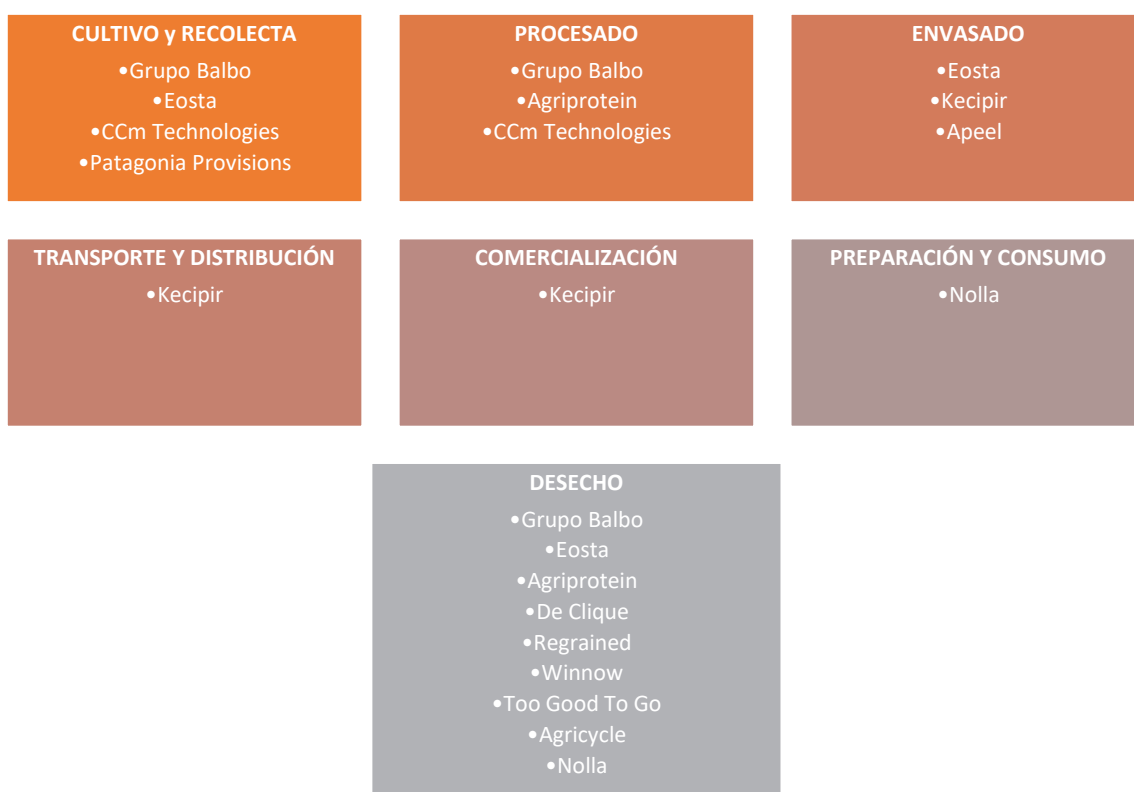 CULTIVO y RECOLECTA
•Grupo Balbo
•Eosta
•CCm Technologies
•Patagonia Provisions
PROCESADO
•Grupo Balbo
•Agriprotein
•CCm Technologies
ENVASADO
•Eosta
•Kecipir
•Apeel
TRANSPORTE Y DISTRIBUCIÓN
•Kecipir
COMERCIALIZACIÓN
•Kecipir
PREPARACIÓN Y CONSUMO
•Nolla
DESECHO
•Grupo Balbo
•Eosta
•Agriprotein
•De Clique
•Regrained
•Winnow
•Too Good To Go
•Agricycle
•Nolla